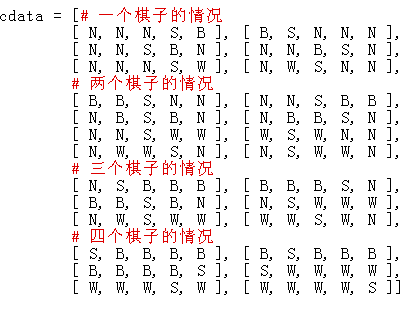 cdata = [# 一个棋子的情况
[ N, N, N, S, B ], [ B, S, N, N, N ],
[ N, N, S, B, N ], [ N, N, B, S, N ],
[ N, N, N, S, W ], [ N, W, S, N, N ],
# 两个棋子的情况
[ B, B, S, N, N ], [ N, N, S, B, B ],
[ N, B, S, B, N ], [ N, B, B, S, N ],
[ N, N, S, W, W ], [ W, S, W, N, N ],
[ N, W, W, S, N ], [ N, S, W, W, N ],
# 三个棋子的情况
[ N, S, B, B, B ], [ B, B, B, S, N ],
[ B, B, S, B, N ], [ N, S, W, W, W ],
[ N, W, S, W, W ], [ W, W, S, W, N ],
# 四个棋子的情况
[ S, B, B, B, B ], [ B, S, B, B, B ],
[ B, B, B, B, S ], [ S, W, W, W, W ],
[ W, W, W, S, W ], [ W, W, W, W, S ]]